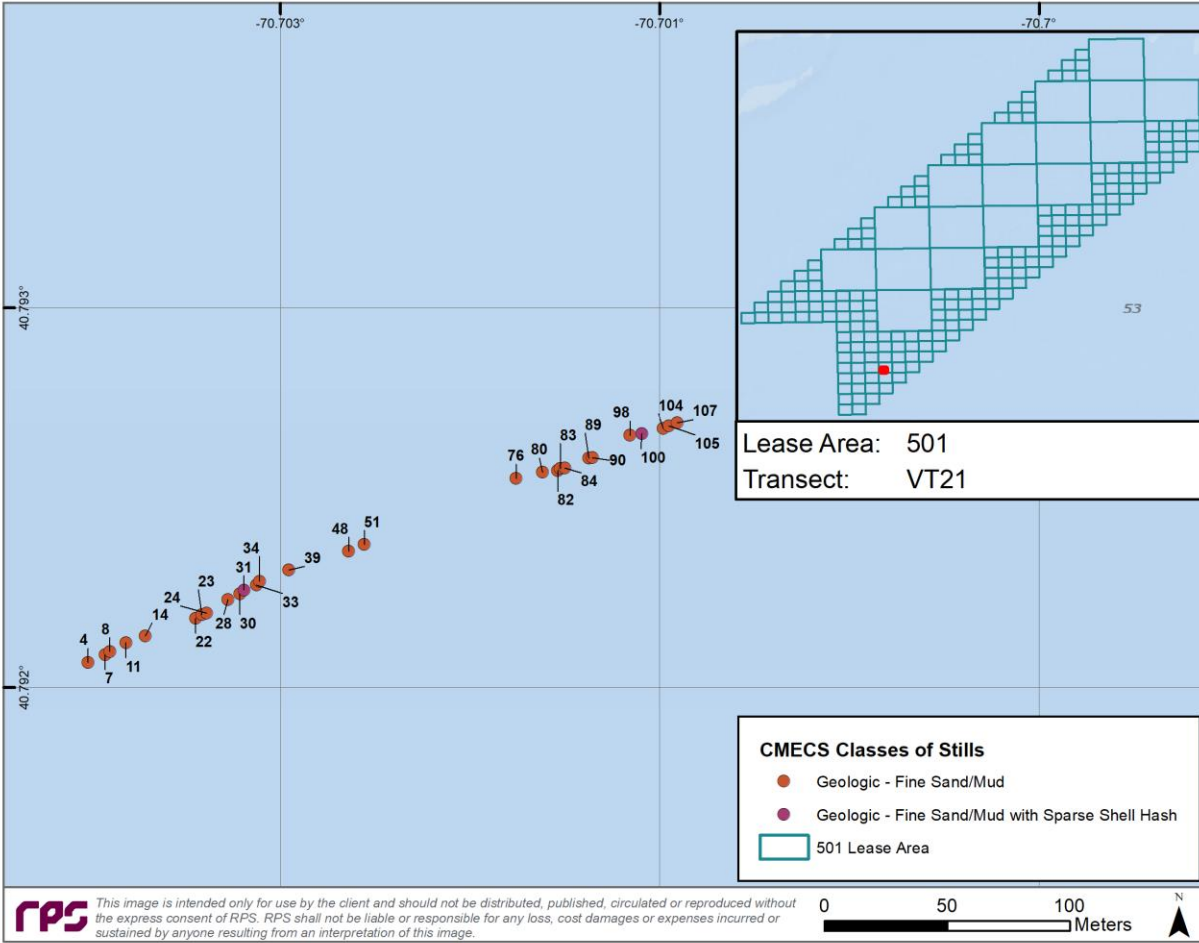 -70.703°
-70.701°
-70.7°
53
40.793°
Lease Area: 501
Transect: VT21
104
107
98
83
89
105
80
100
76
90
84
82
51
48
34
39
31
23
24
33
14
28
30
8
22
4
11
7
40.792°
CMECS Classes of Stills
Geologic - Fine Sand/Mud
Geologic - Fine Sand/Mud with Sparse Shell Hash
501 Lease Area
rps
This image is intended only for use by the client and should not be distributed, published, circulated or reproduced without
the express consent of RPS. RPS shall not be liable or responsible for any loss, cost damages or expenses incurred or
sustained by anyone resulting from an interpretation of this image.
0 50 100
Meters
N